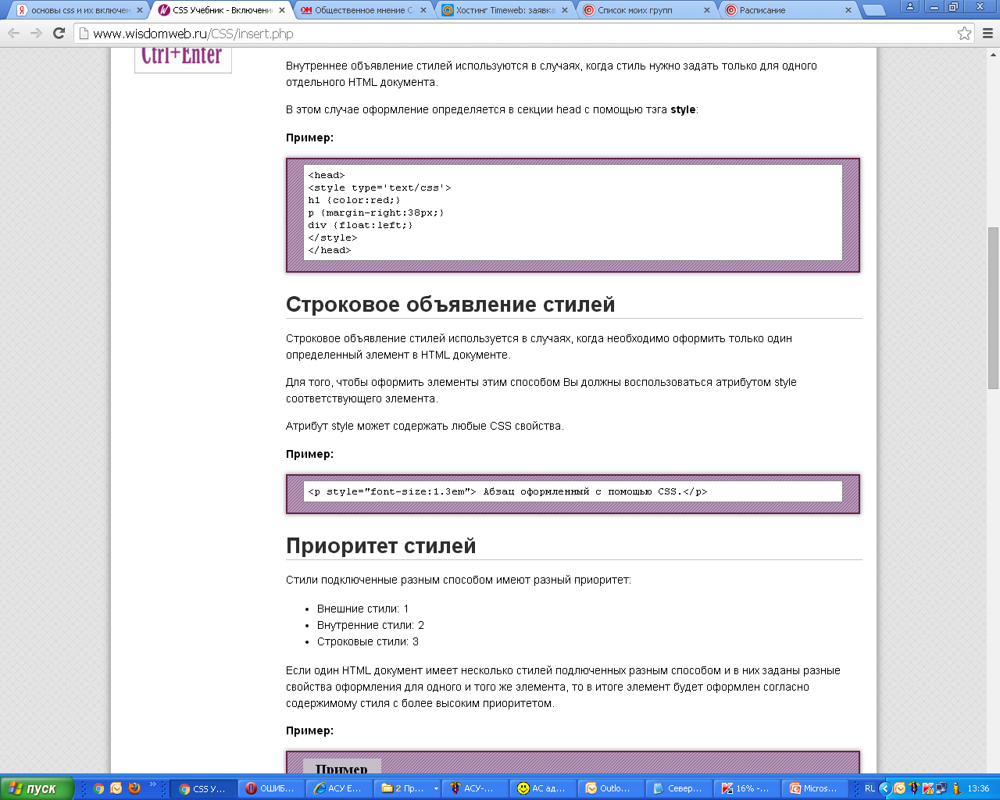 основы css и их включен
CSS Учебник - Включени
Общественное мнение С
Хостинг Timeweb: заявка
Список моих групп
Расписание
www.wisdomweb.ru/CSS/insert.php
Ctrl+Enter
Внутреннее объявление стилей используются в случаях, когда стиль нужно задать только для одного
отдельного HTML документа.
В этом случае оформление определяется в секции head с помощью тэга style:
Пример:
<head>
<style type='text/css'>
h1 {color:red;}
p {margin-right:38px;}
div {float:left;}
</style>
</head>
Строковое объявление стилей
Строковое объявление стилей используется в случаях, когда необходимо оформить только один
определенный элемент в HTML документе.
Для того, чтобы оформить элементы этим способом Вы должны воспользоваться атрибутом style
соответствующего элемента.
Атрибут style может содержать любые CSS свойства.
Пример:
<p style="font-size:1.3em"> Абзац оформленный с помощью CSS.</p>
Приоритет стилей
Стили подключенные разным способом имеют разный приоритет:
• Внешние стили: 1
• Внутренние стили: 2
• Строковые стили: 3
Если один HTML документ имеет несколько стилей подлюченных разным способом и в них заданы разные
свойства оформления для одного и того же элемента, то в итоге элемент будет оформлен согласно
содержимому стиля с более высоким приоритетом.
Пример:
Пример
пуск
CSS У...
ОШИБ...
АСУ Е...
2 Пр...
АСУ-...
АС ад...
Outlo...
Север...
16% -...
Micros...
RL
13:36